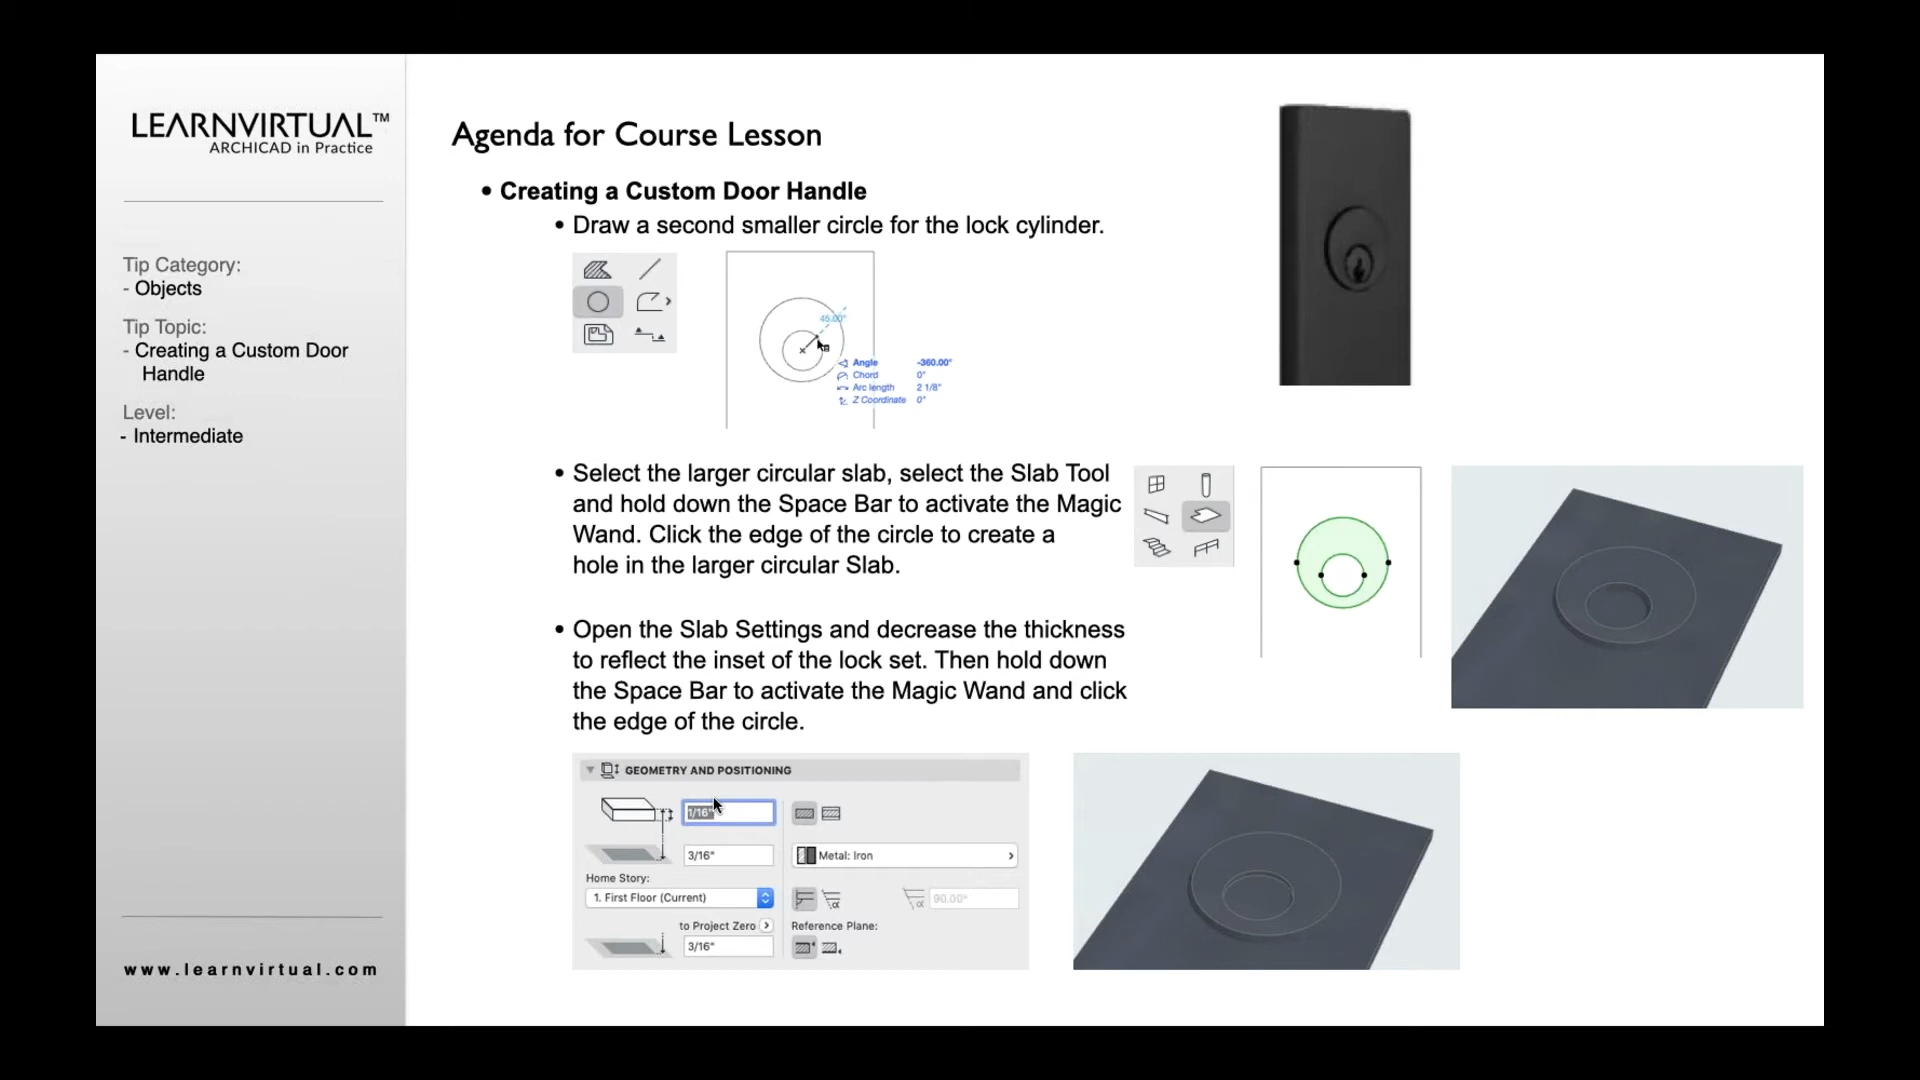 LEARNVIRTUAL™
ARCHICAD in Practice
Tip Category:
- Objects
Tip Topic:
- Creating a Custom Door
Handle
Level:
- Intermediate
www.learnvirtual.com
Agenda for Course Lesson
• Creating a Custom Door Handle
• Draw a second smaller circle for the lock cylinder.
45.00°
Angle -360.00°
Chord 0"
Arc length 2 1/8"
Z Coordinate 0"
• Select the larger circular slab, select the Slab Tool
and hold down the Space Bar to activate the Magic
Wand. Click the edge of the circle to create a
hole in the larger circular Slab.
• Open the Slab Settings and decrease the thickness
to reflect the inset of the lock set. Then hold down
the Space Bar to activate the Magic Wand and click
the edge of the circle.
GEOMETRY AND POSITIONING
1/16"
3/16"
Metal: Iron
Home Story:
1. First Floor (Current)
90.00°
to Project Zero
Reference Plane:
3/16"